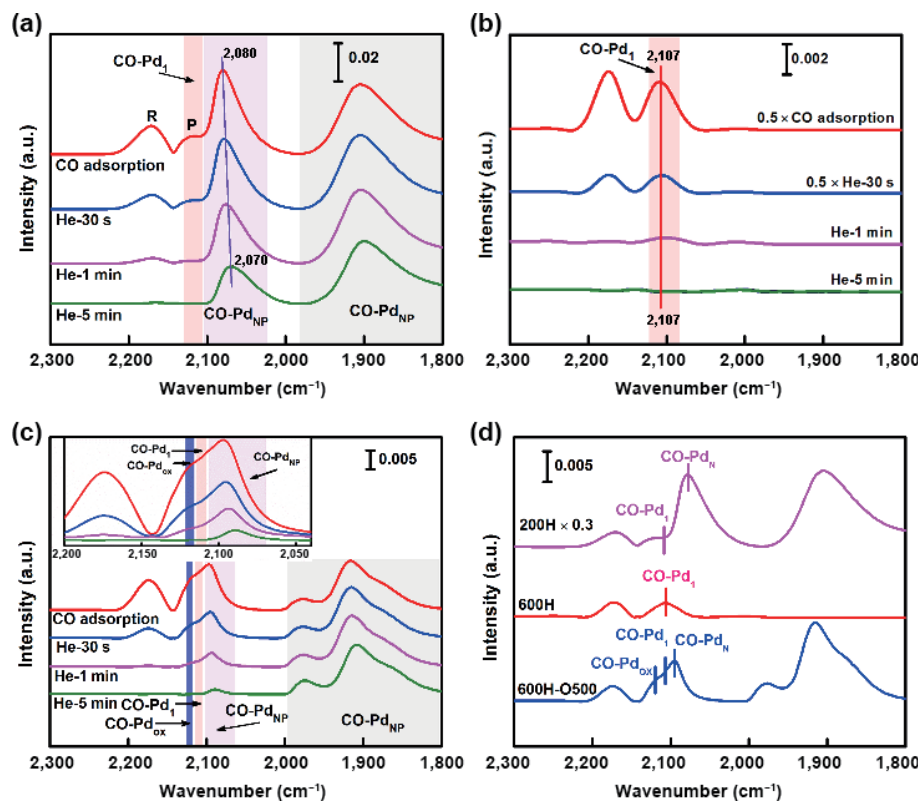 (a)
2,080
0.02
CO-Pd1
R
P
CO adsorption
He-30 s
He-1 min
2,070
He-5 min
CO-PdNP
CO-PdNP
Intensity (a.u.)
2,300 2,200 2,100 2,000 1,900 1,800
Wavenumber (cm−1)
(b)
CO-Pd1
2,107
0.002
0.5 × CO adsorption
0.5 × He-30 s
He-1 min
He-5 min
2,107
Intensity (a.u.)
2,300 2,200 2,100 2,000 1,900 1,800
Wavenumber (cm−1)
(c)
CO-Pd1
CO-Pdox
CO-PdNP
0.005
2,200 2,150 2,100 2,050
CO adsorption
He-30 s
He-1 min
He-5 min
CO-Pd1
CO-Pdox
CO-PdNP
CO-PdNP
Intensity (a.u.)
2,300 2,200 2,100 2,000 1,900 1,800
Wavenumber (cm−1)
(d)
0.005
CO-PdN
CO-Pd1
200H × 0.3
CO-Pd1
600H
CO-Pd1
CO-PdN
CO-Pdox
600H-O500
Intensity (a.u.)
2,300 2,200 2,100 2,000 1,900 1,800
Wavenumber (cm−1)